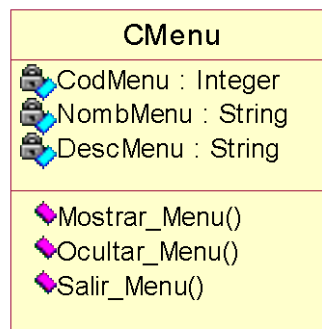 CMenu
CodMenu : Integer
NombMenu : String
DescMenu : String
Mostrar_Menu()
Ocultar_Menu()
Salir_Menu()